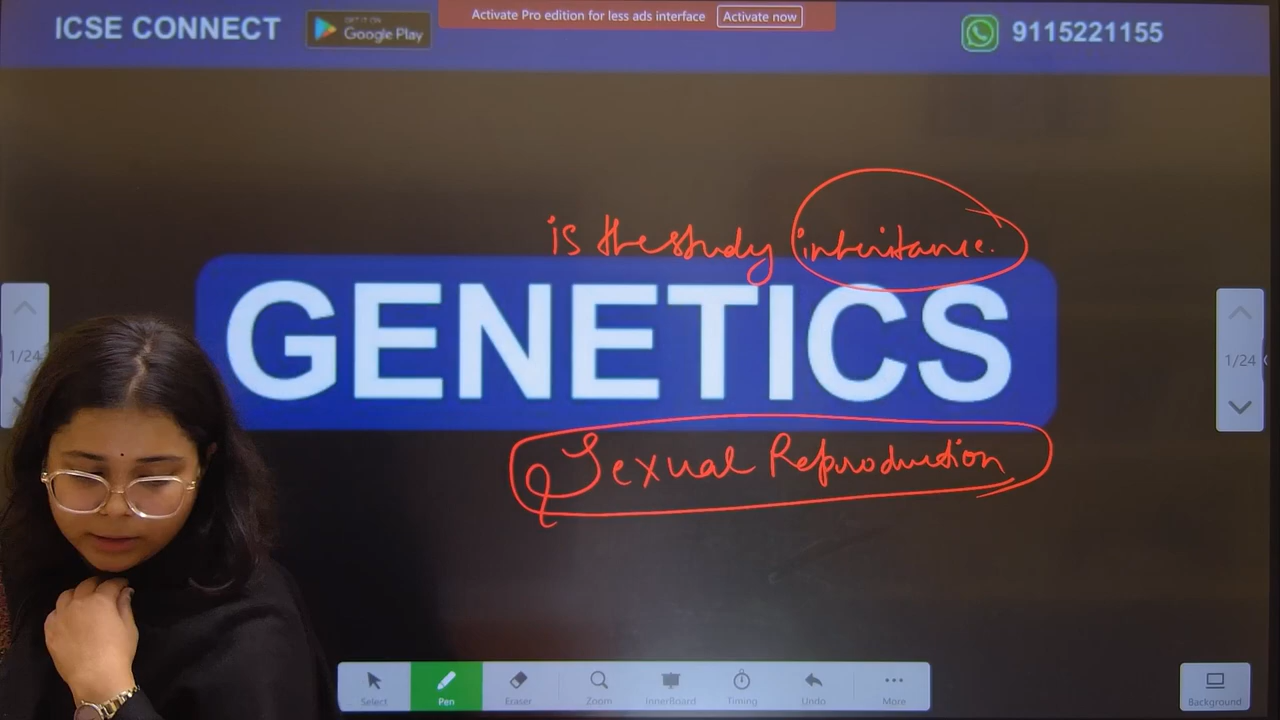 ICSE CONNECT
GET IT ON
Google Play
Activate Pro edition for less ads interface
Activate now
9115221155
is the study inheritance.
GENETICS
Sexual Reproduction
1/24
1/24
Select
Pen
Eraser
Zoom
InnerBoard
Timing
Undo
More
Background